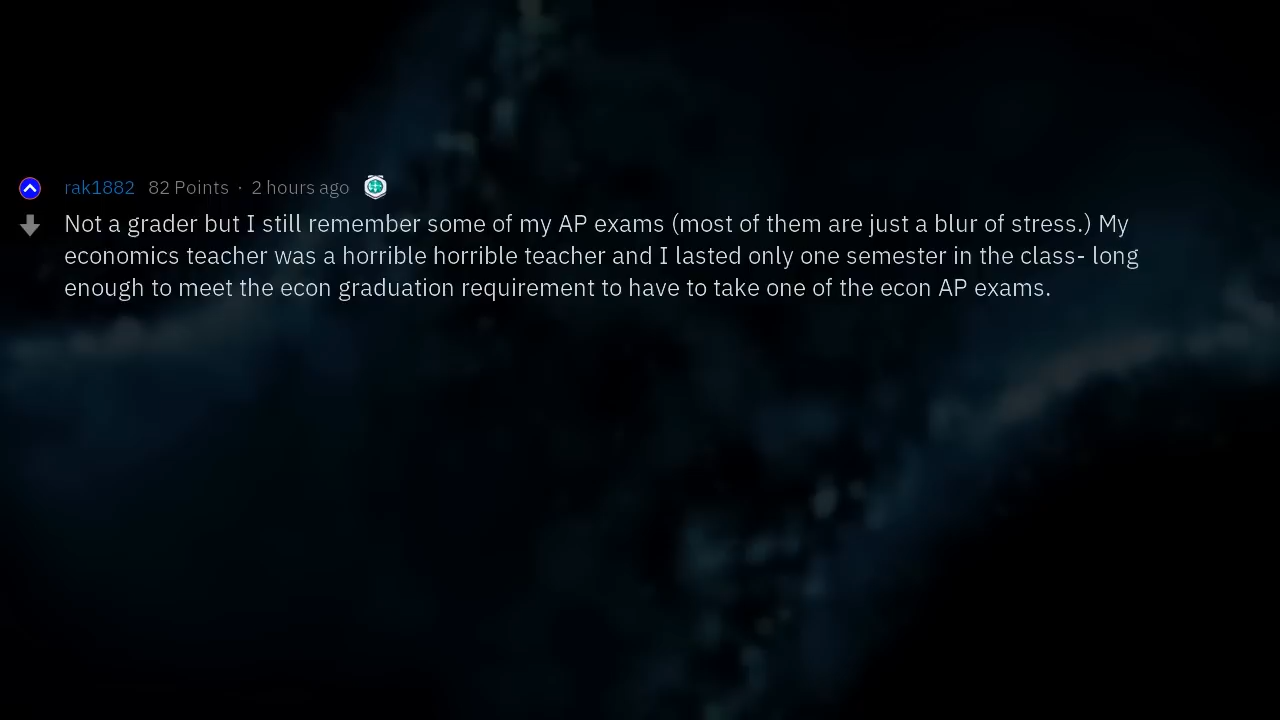 rak1882 82 Points · 2 hours ago
Not a grader but I still remember some of my AP exams (most of them are just a blur of stress.) My
economics teacher was a horrible horrible teacher and I lasted only one semester in the class- long
enough to meet the econ graduation requirement to have to take one of the econ AP exams.